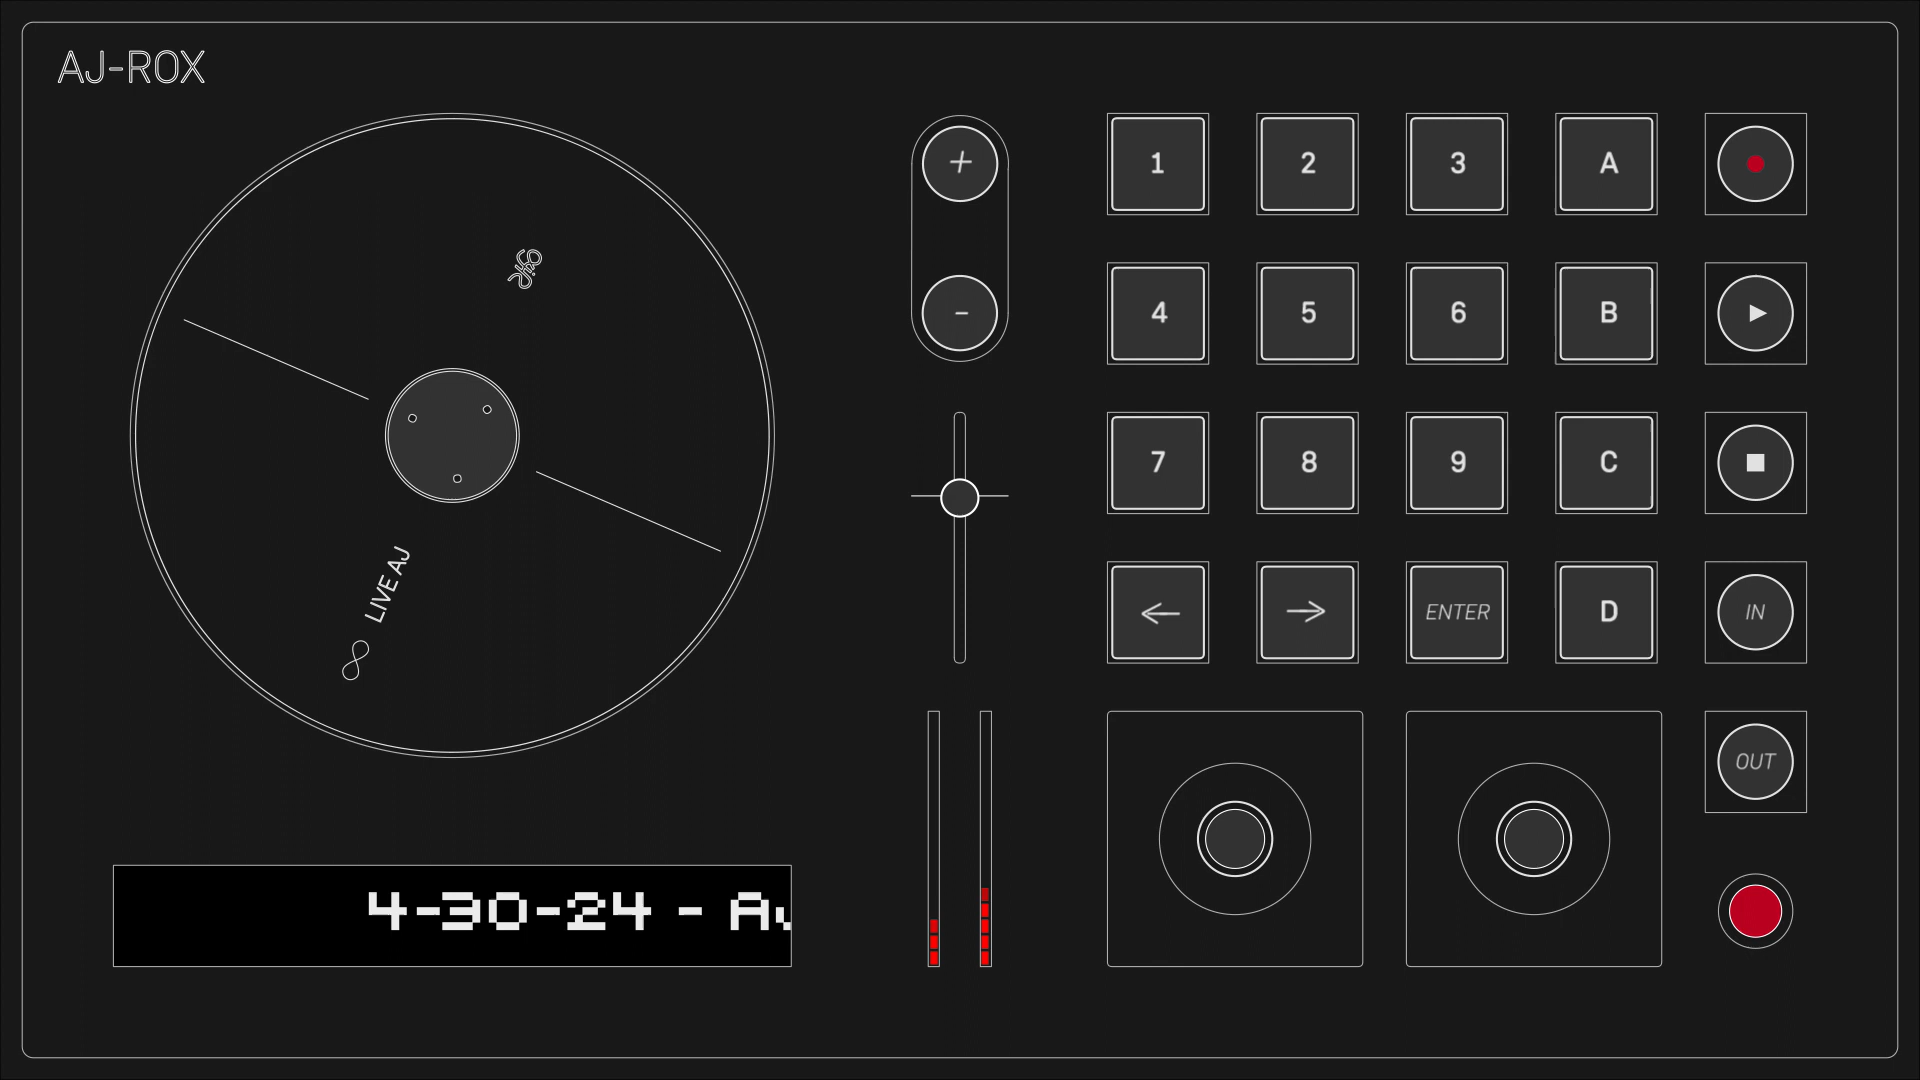 AJ-ROX
+
1 2 3 A
-
4 5 6 B
7 8 9 C
← → ENTER D IN
LIVE AJ
OUT
4-30-24 - A